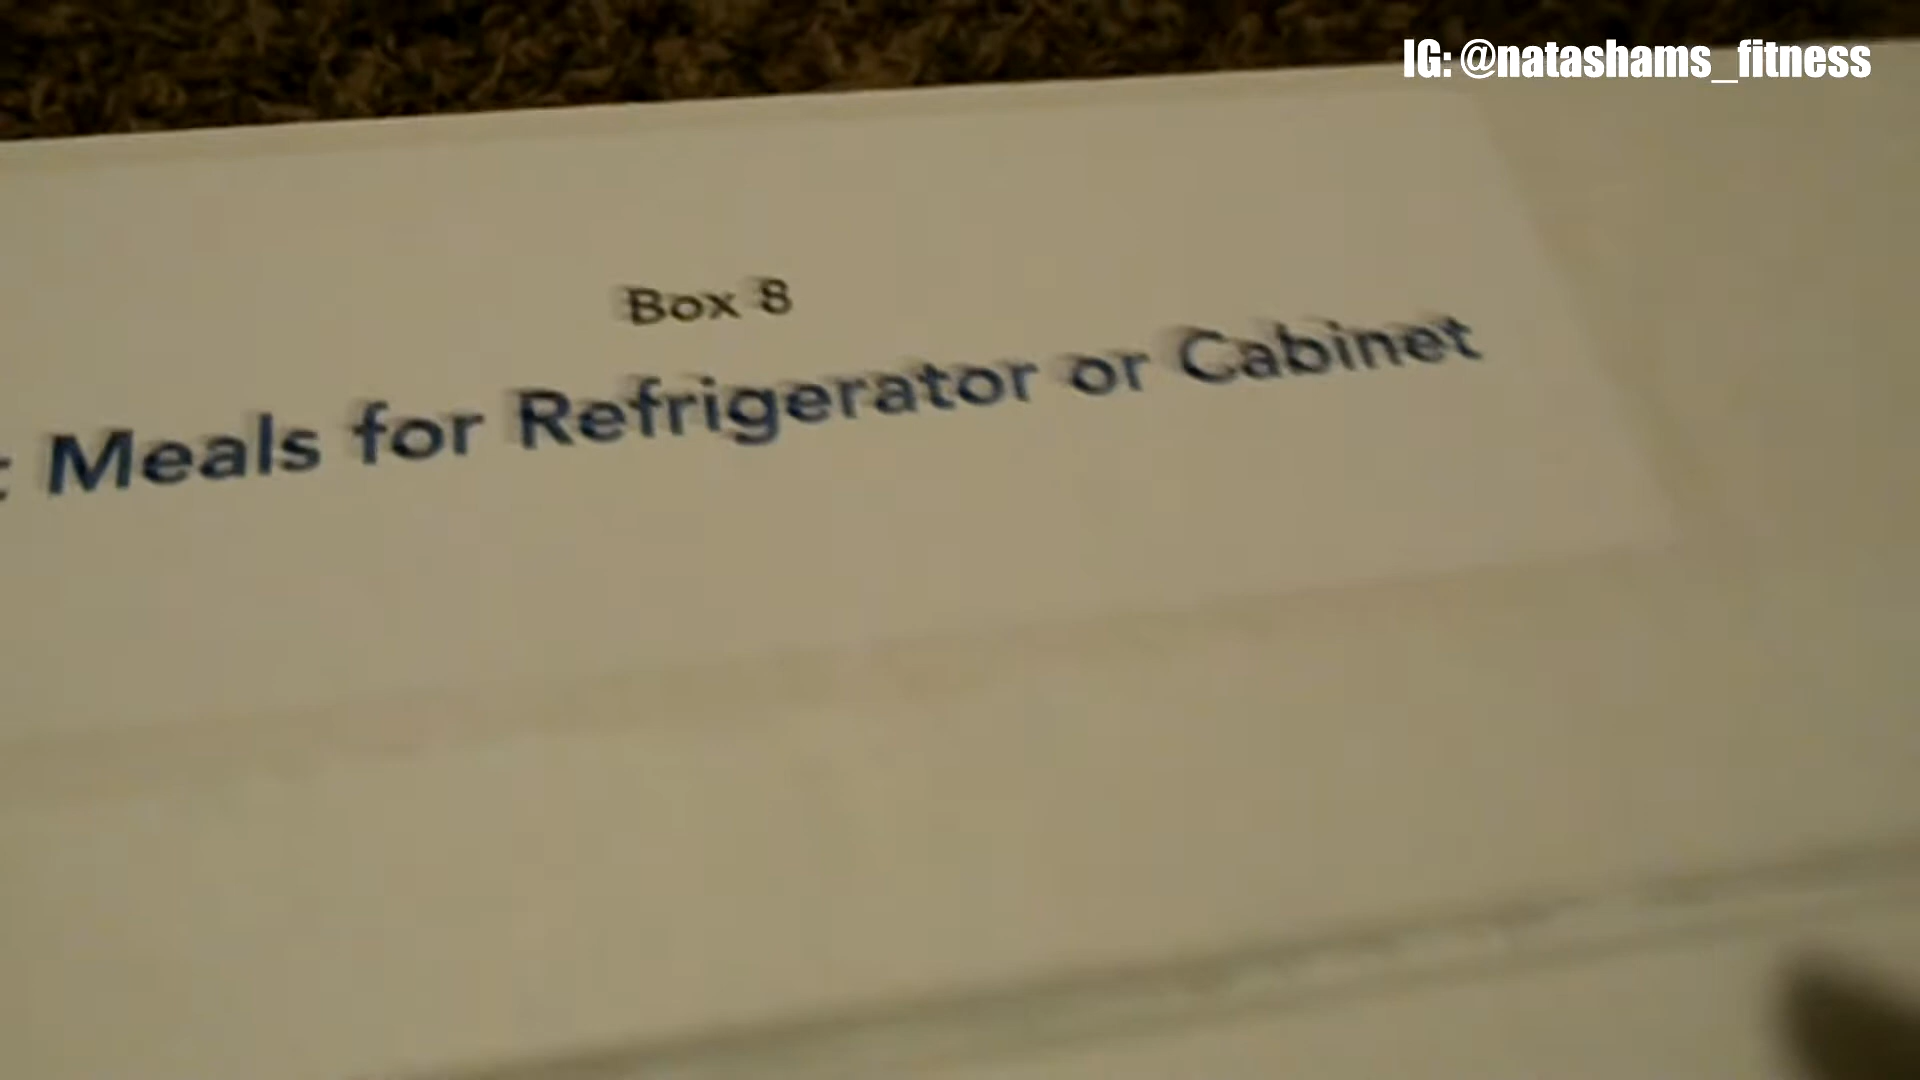 IG: @natashams_fitness
Box 8
Meals for Refrigerator or Cabinet